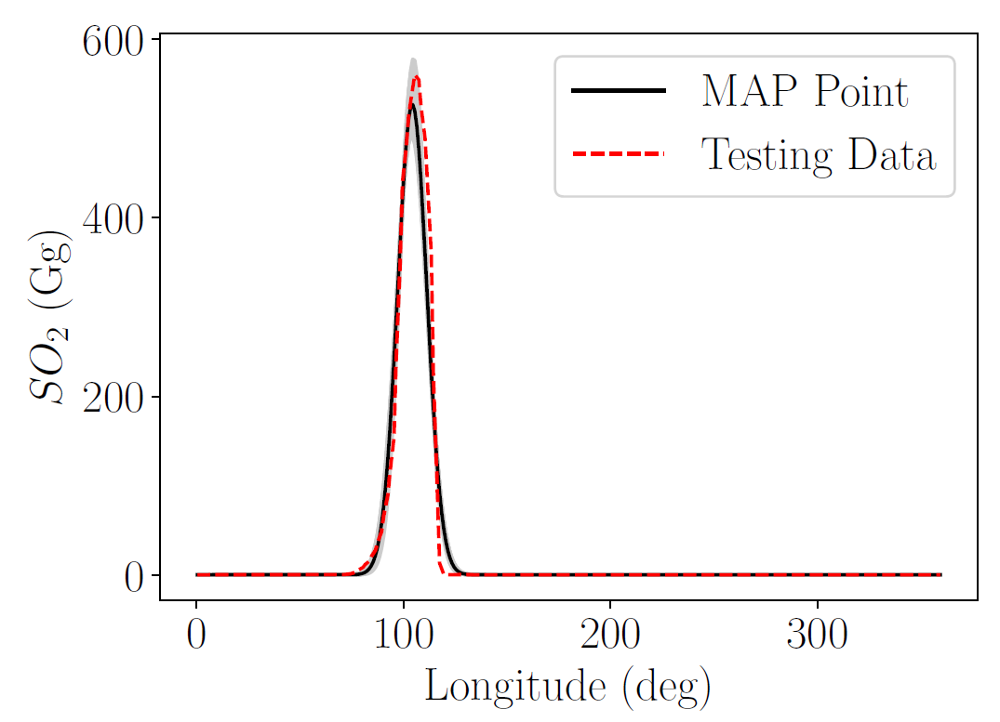 600
400
200
0
SO2 (Gg)
MAP Point
Testing Data
0 100 200 300
Longitude (deg)